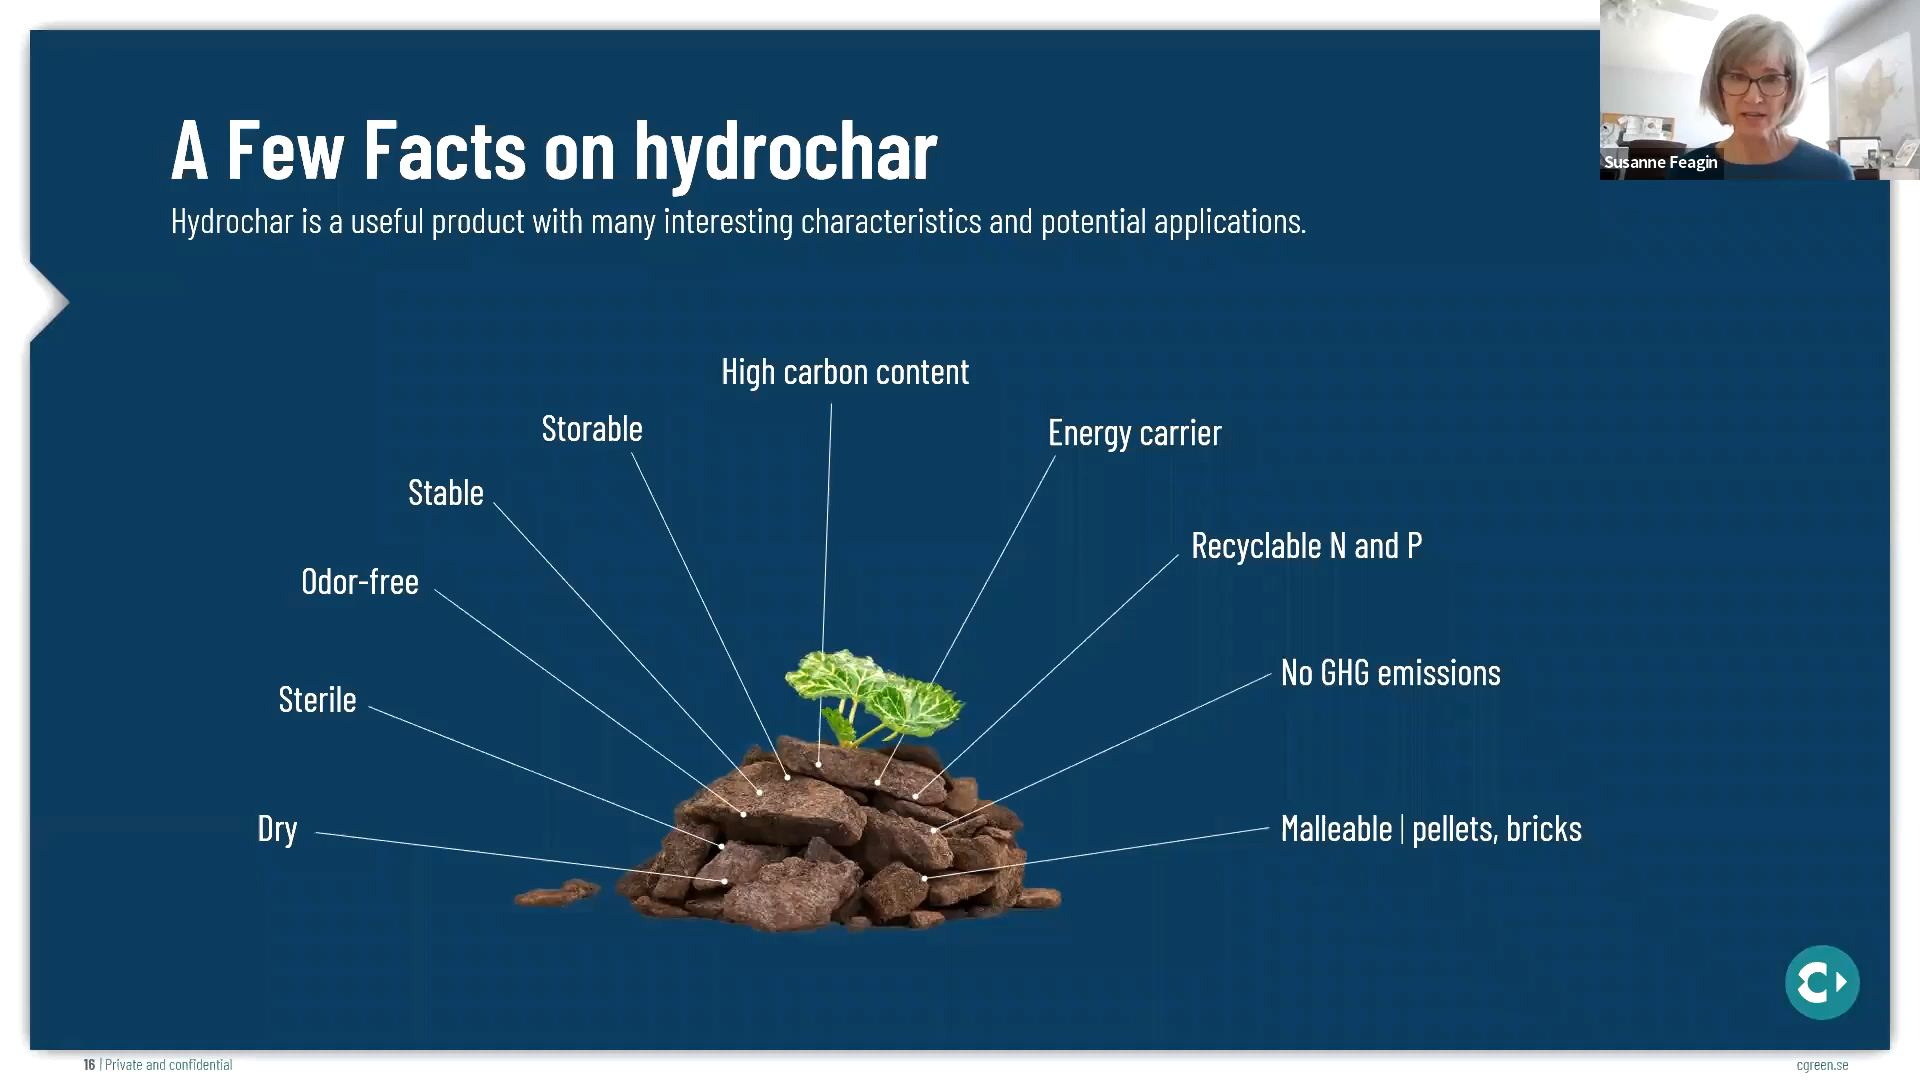 Susanne Feagin
A Few Facts on hydrochar
Hydrochar is a useful product with many interesting characteristics and potential applications.
High carbon content
Storable
Energy carrier
Stable
Recyclable N and P
Odor-free
No GHG emissions
Sterile
Dry
Malleable | pellets, bricks
16 | Private and confidential
cgreen.se